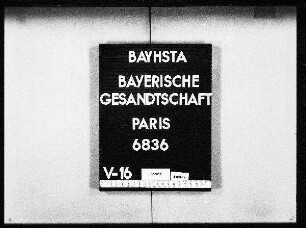 BAYHSTA
BAYERISCHE
GESANDTSCHAFT
PARIS
6836
V-16